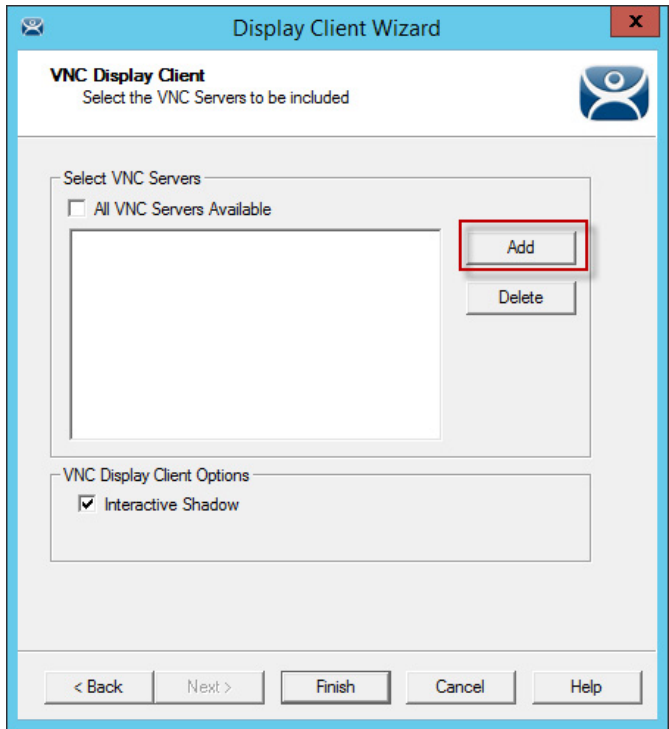 Display Client Wizard
x
VNC Display Client
Select the VNC Servers to be included
Select VNC Servers
All VNC Servers Available
Add
Delete
VNC Display Client Options
Interactive Shadow
< Back
Next >
Finish
Cancel
Help